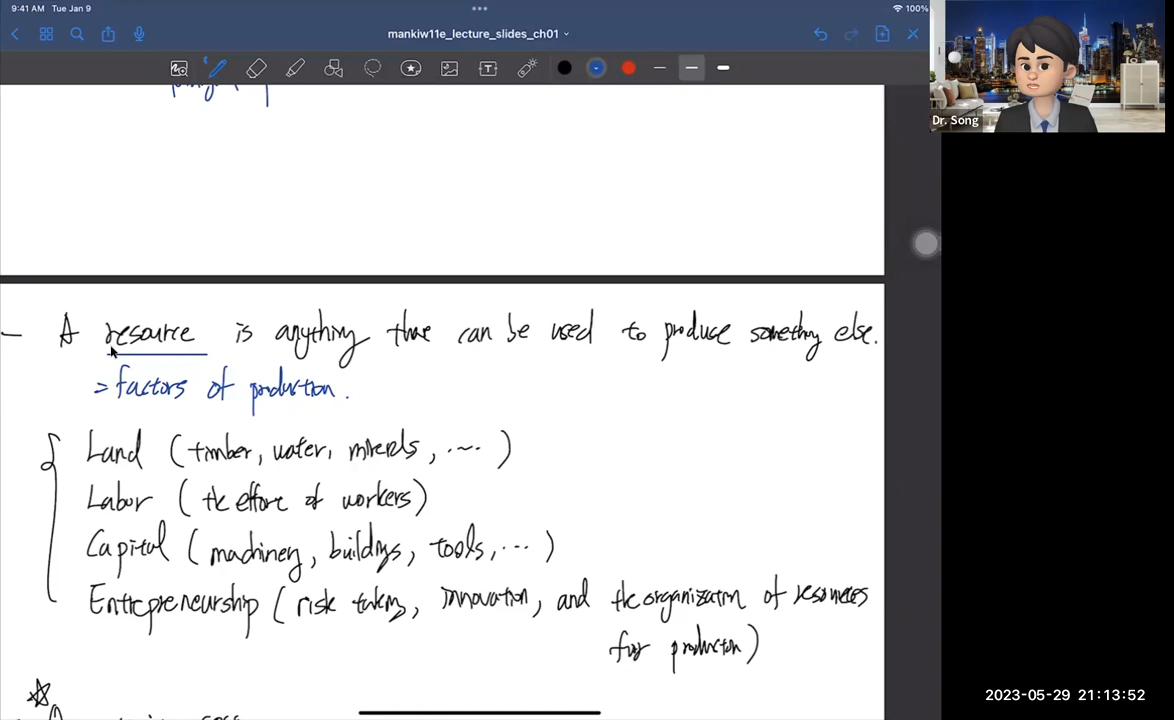 9:41 AM Tue Jan 9
100%
mankiw11e_lecture_slides_ch01
Dr. Song
– A resource is anything that can be used to produce something else.
= factors of production.
Land (timber, water, minerals, ....)
Labor (the effort of workers)
Capital (machinery, buildings, tools, ...)
Entrepreneurship (risk taking, innovation, and the organization of resources
for production)
2023-05-29 21:13:52